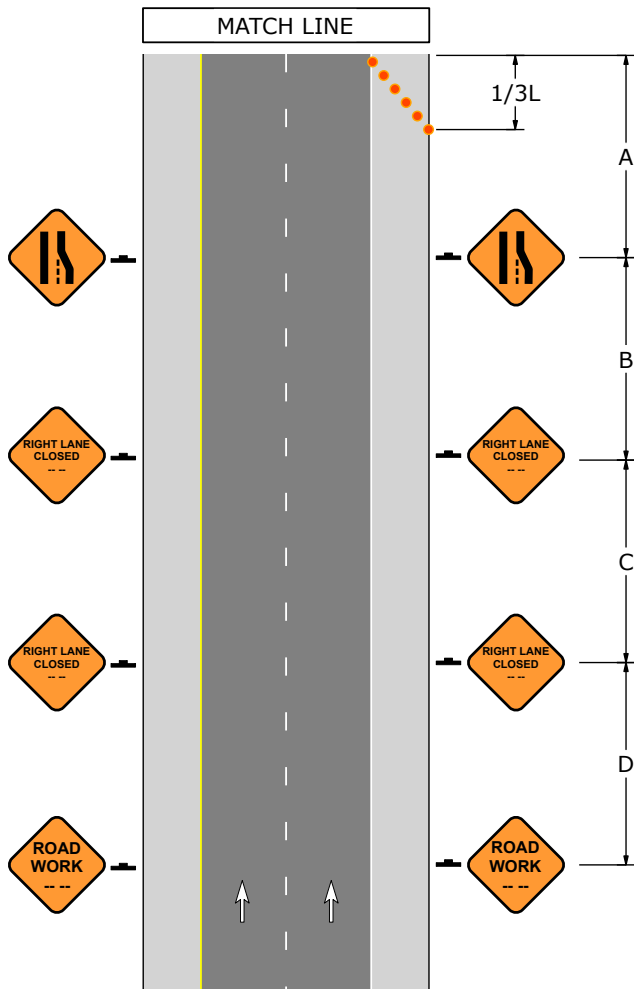 MATCH LINE
1/3L
A
B
RIGHT LANE
CLOSED
-- --
RIGHT LANE
CLOSED
-- --
C
RIGHT LANE
CLOSED
-- --
RIGHT LANE
CLOSED
-- --
D
ROAD
WORK
-- --
ROAD
WORK
-- --